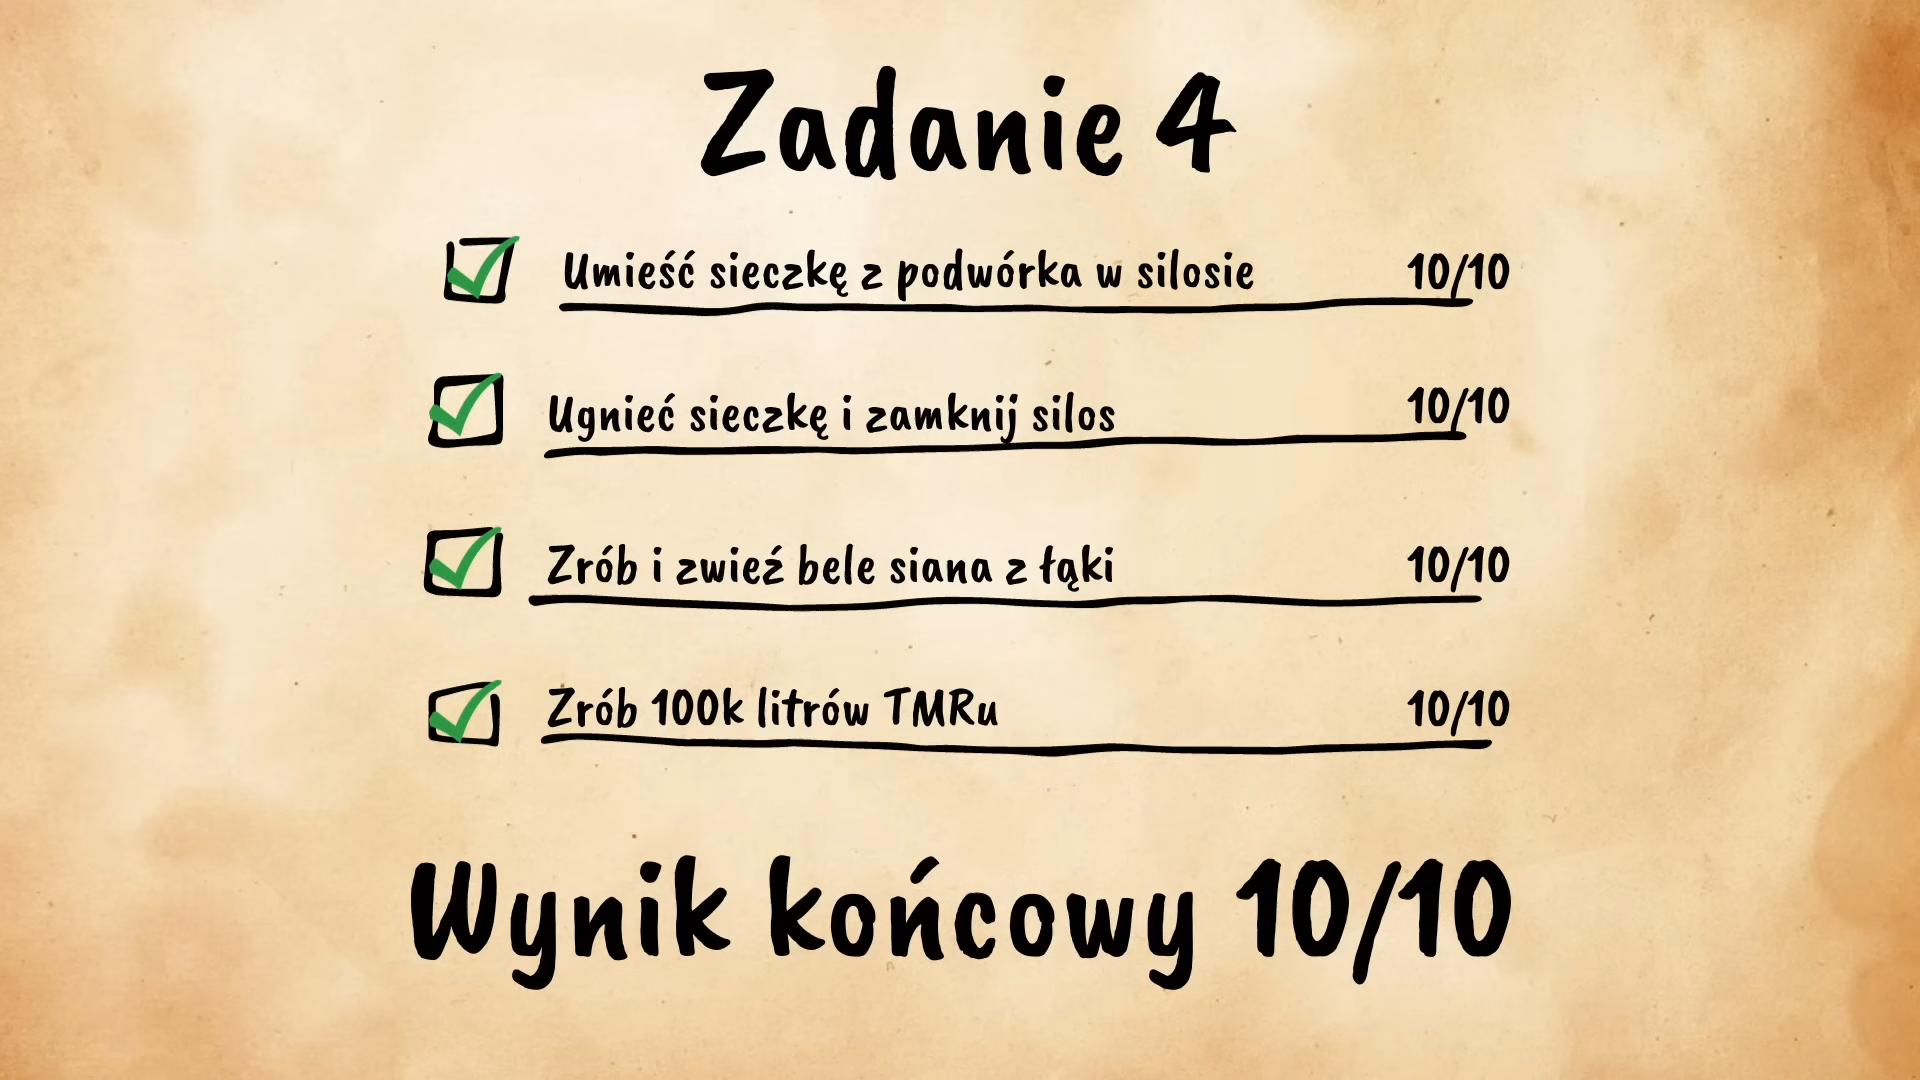 Zadanie 4
Umieść sieczkę z podwórka w silosie 10/10
Ugnieć sieczkę i zamknij silos 10/10
Zrób i zwieź bele siana z łąki 10/10
Zrób 100k litrów TMRu 10/10
Wynik końcowy 10/10